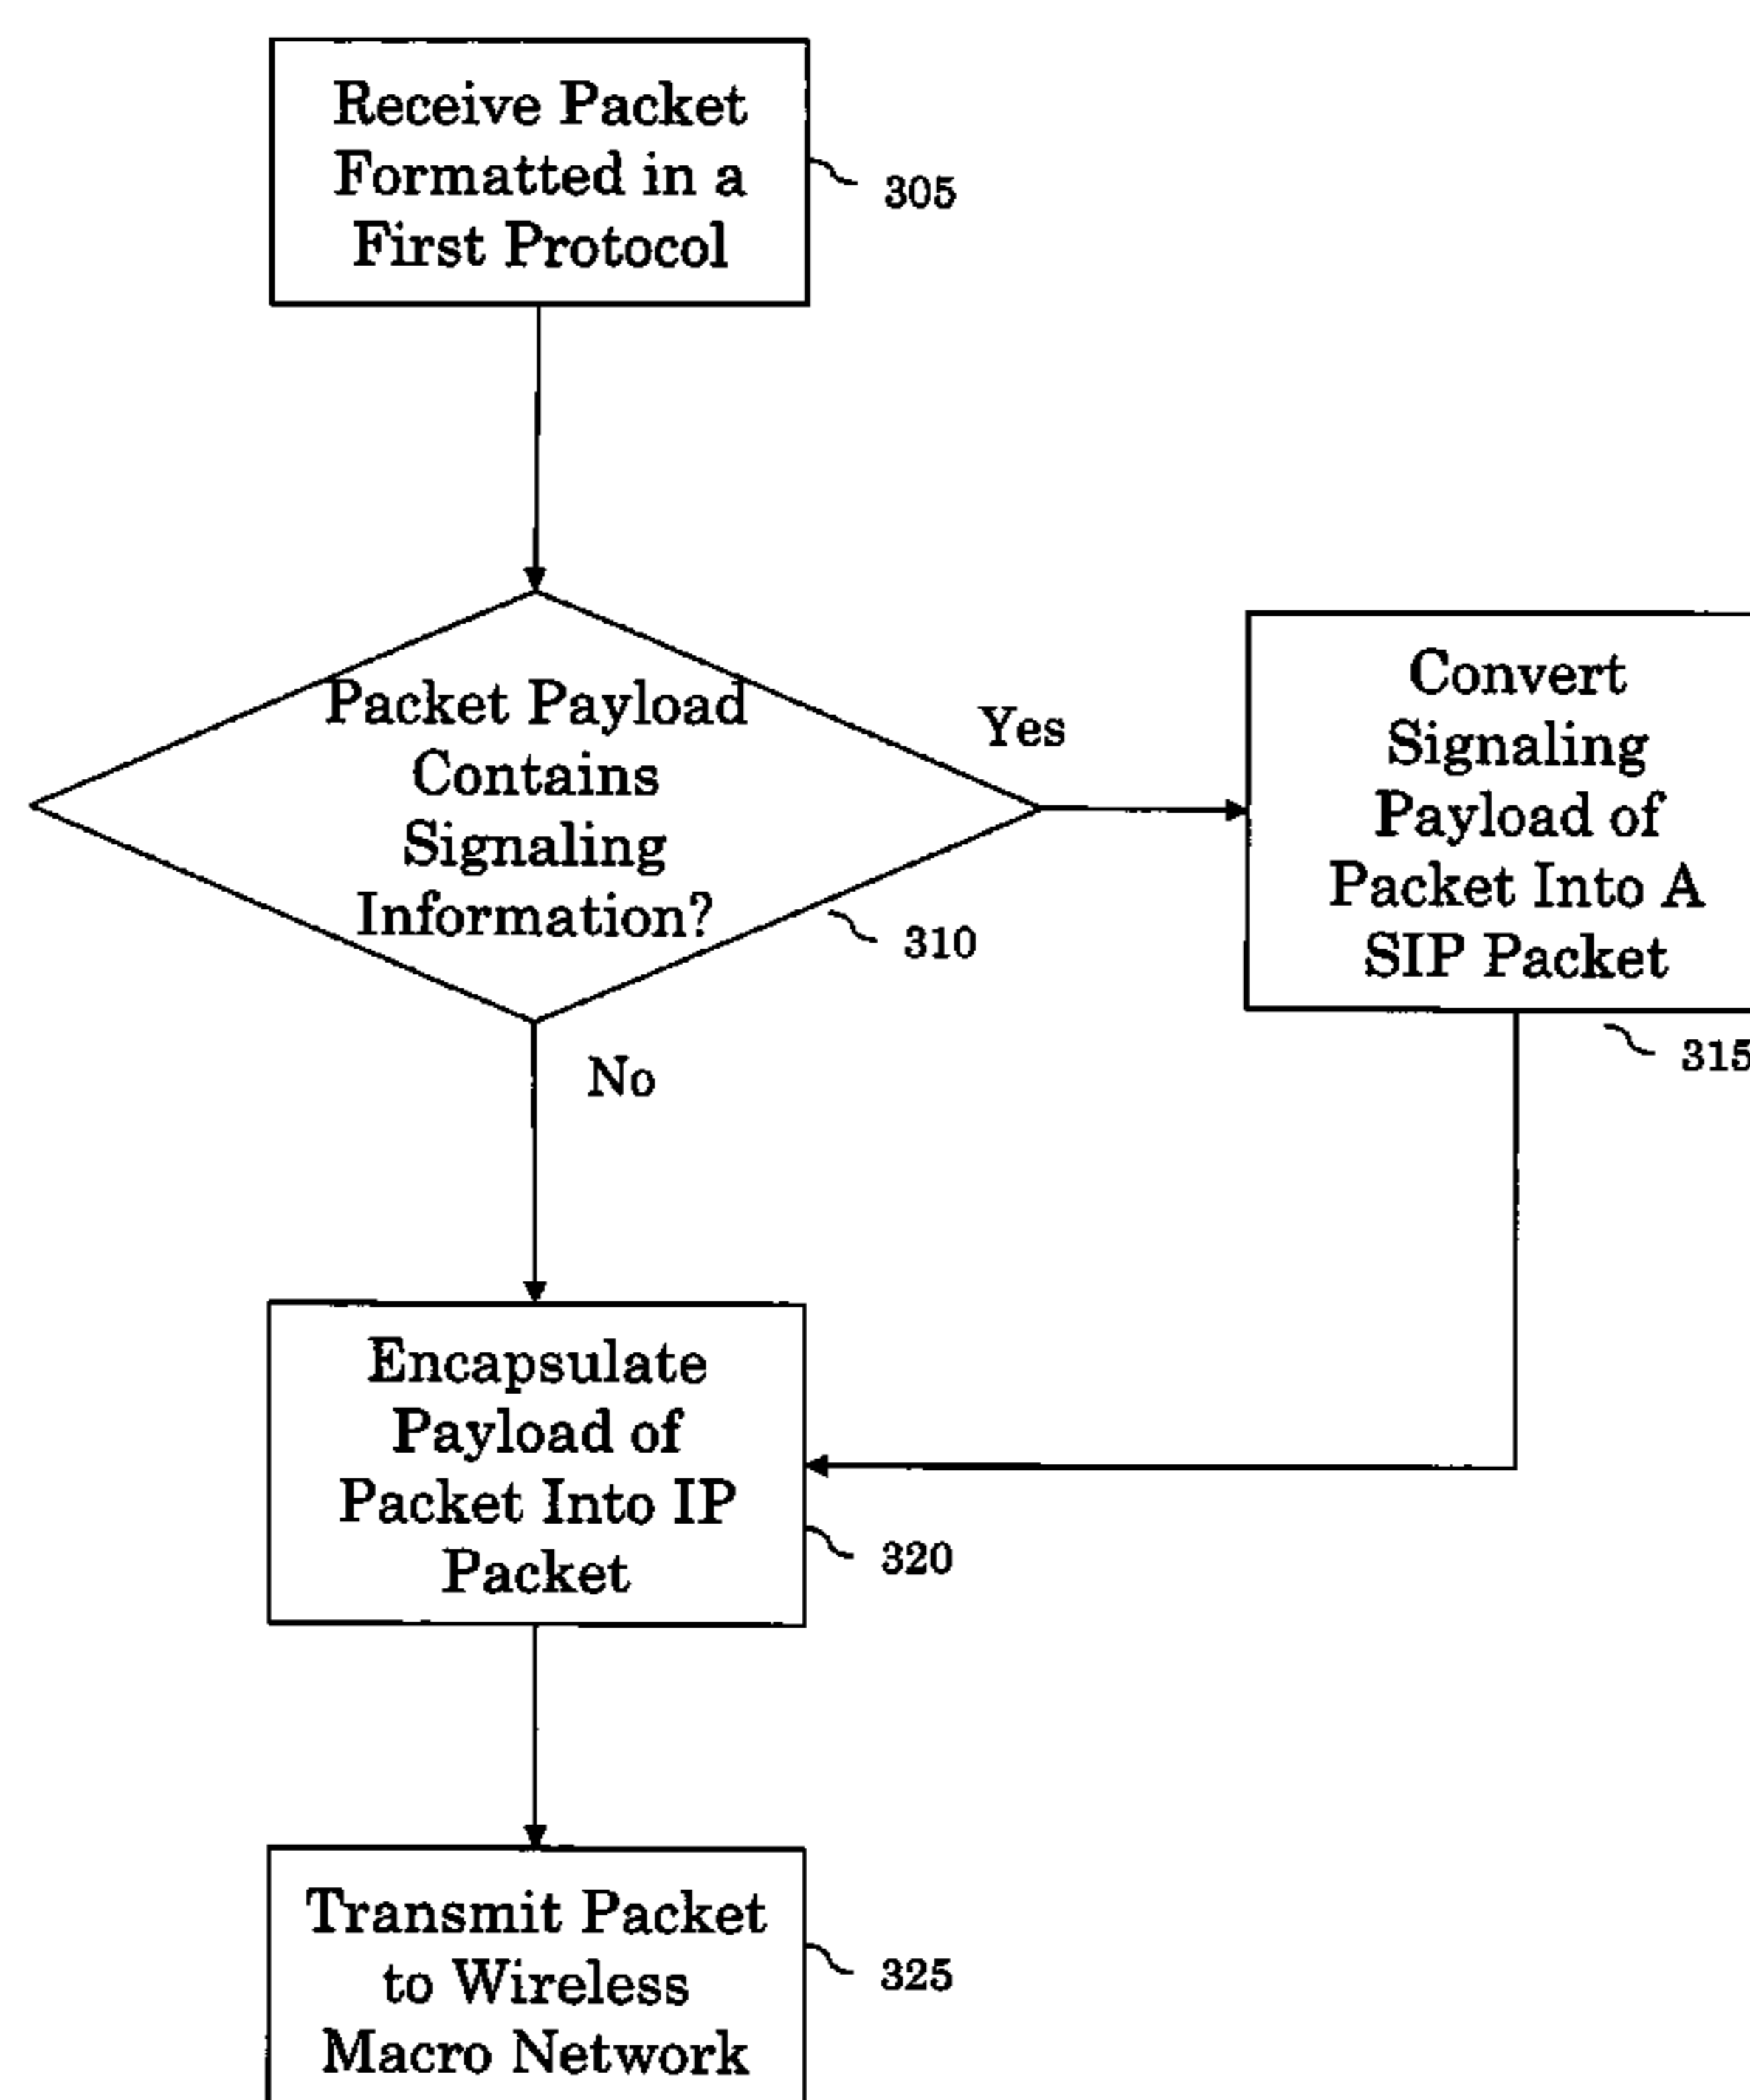 Receive Packet
Formatted in a
First Protocol
305
Packet Payload
Contains
Signaling
Information?
310
Yes
Convert
Signaling
Payload of
Packet Into A
SIP Packet
315
No
Encapsulate
Payload of
Packet Into IP
Packet
320
Transmit Packet
to Wireless
Macro Network
325